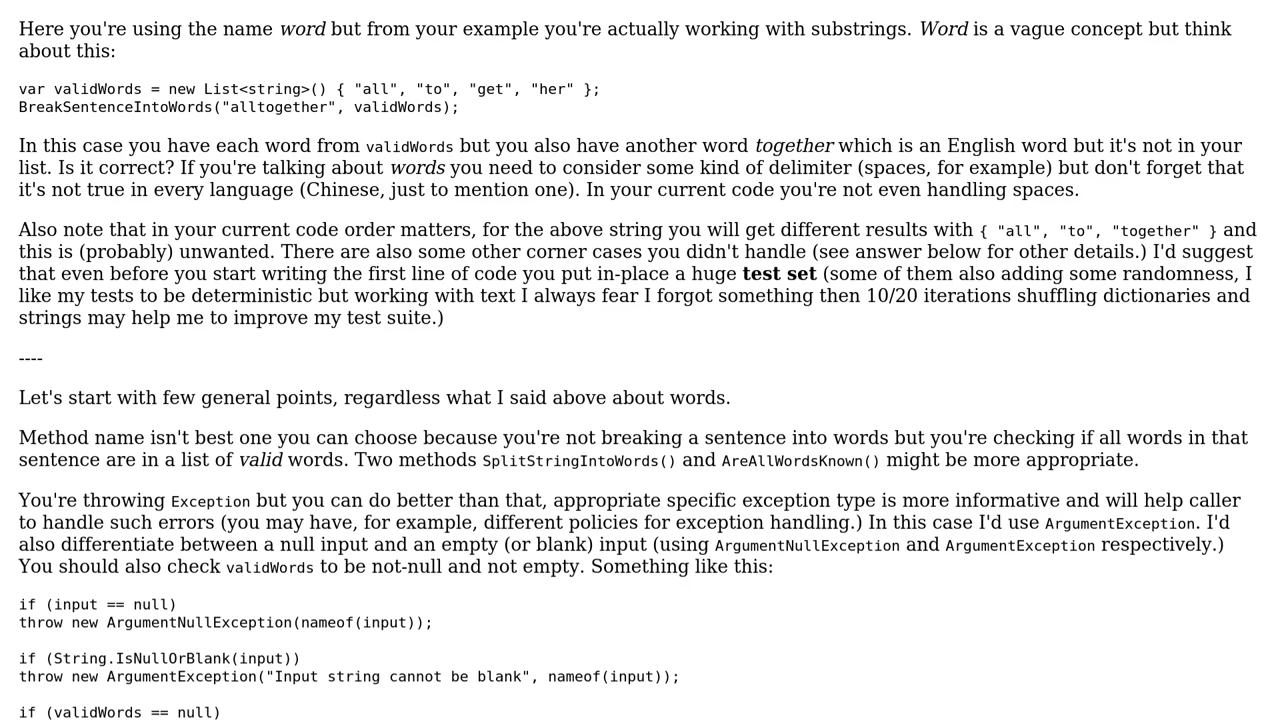 Here you're using the name word but from your example you're actually working with substrings. Word is a vague concept but think
about this:
var validWords = new List<string>() { "all", "to", "get", "her" };
BreakSentenceIntoWords("alltogether", validWords);
In this case you have each word from validWords but you also have another word together which is an English word but it's not in your
list. Is it correct? If you're talking about words you need to consider some kind of delimiter (spaces, for example) but don't forget that
it's not true in every language (Chinese, just to mention one). In your current code you're not even handling spaces.
Also note that in your current code order matters, for the above string you will get different results with { "all", "to", "together" } and
this is (probably) unwanted. There are also some other corner cases you didn't handle (see answer below for other details.) I'd suggest
that even before you start writing the first line of code you put in-place a huge test set (some of them also adding some randomness, I
like my tests to be deterministic but working with text I always fear I forgot something then 10/20 iterations shuffling dictionaries and
strings may help me to improve my test suite.)
----
Let's start with few general points, regardless what I said above about words.
Method name isn't best one you can choose because you're not breaking a sentence into words but you're checking if all words in that
sentence are in a list of valid words. Two methods SplitStringIntoWords() and AreAllWordsKnown() might be more appropriate.
You're throwing Exception but you can do better than that, appropriate specific exception type is more informative and will help caller
to handle such errors (you may have, for example, different policies for exception handling.) In this case I'd use ArgumentException. I'd
also differentiate between a null input and an empty (or blank) input (using ArgumentNullException and ArgumentException respectively.)
You should also check validWords to be not-null and not empty. Something like this:
if (input == null)
throw new ArgumentNullException(nameof(input));
if (String.IsNullOrBlank(input))
throw new ArgumentException("Input string cannot be blank", nameof(input));
if (validWords == null)